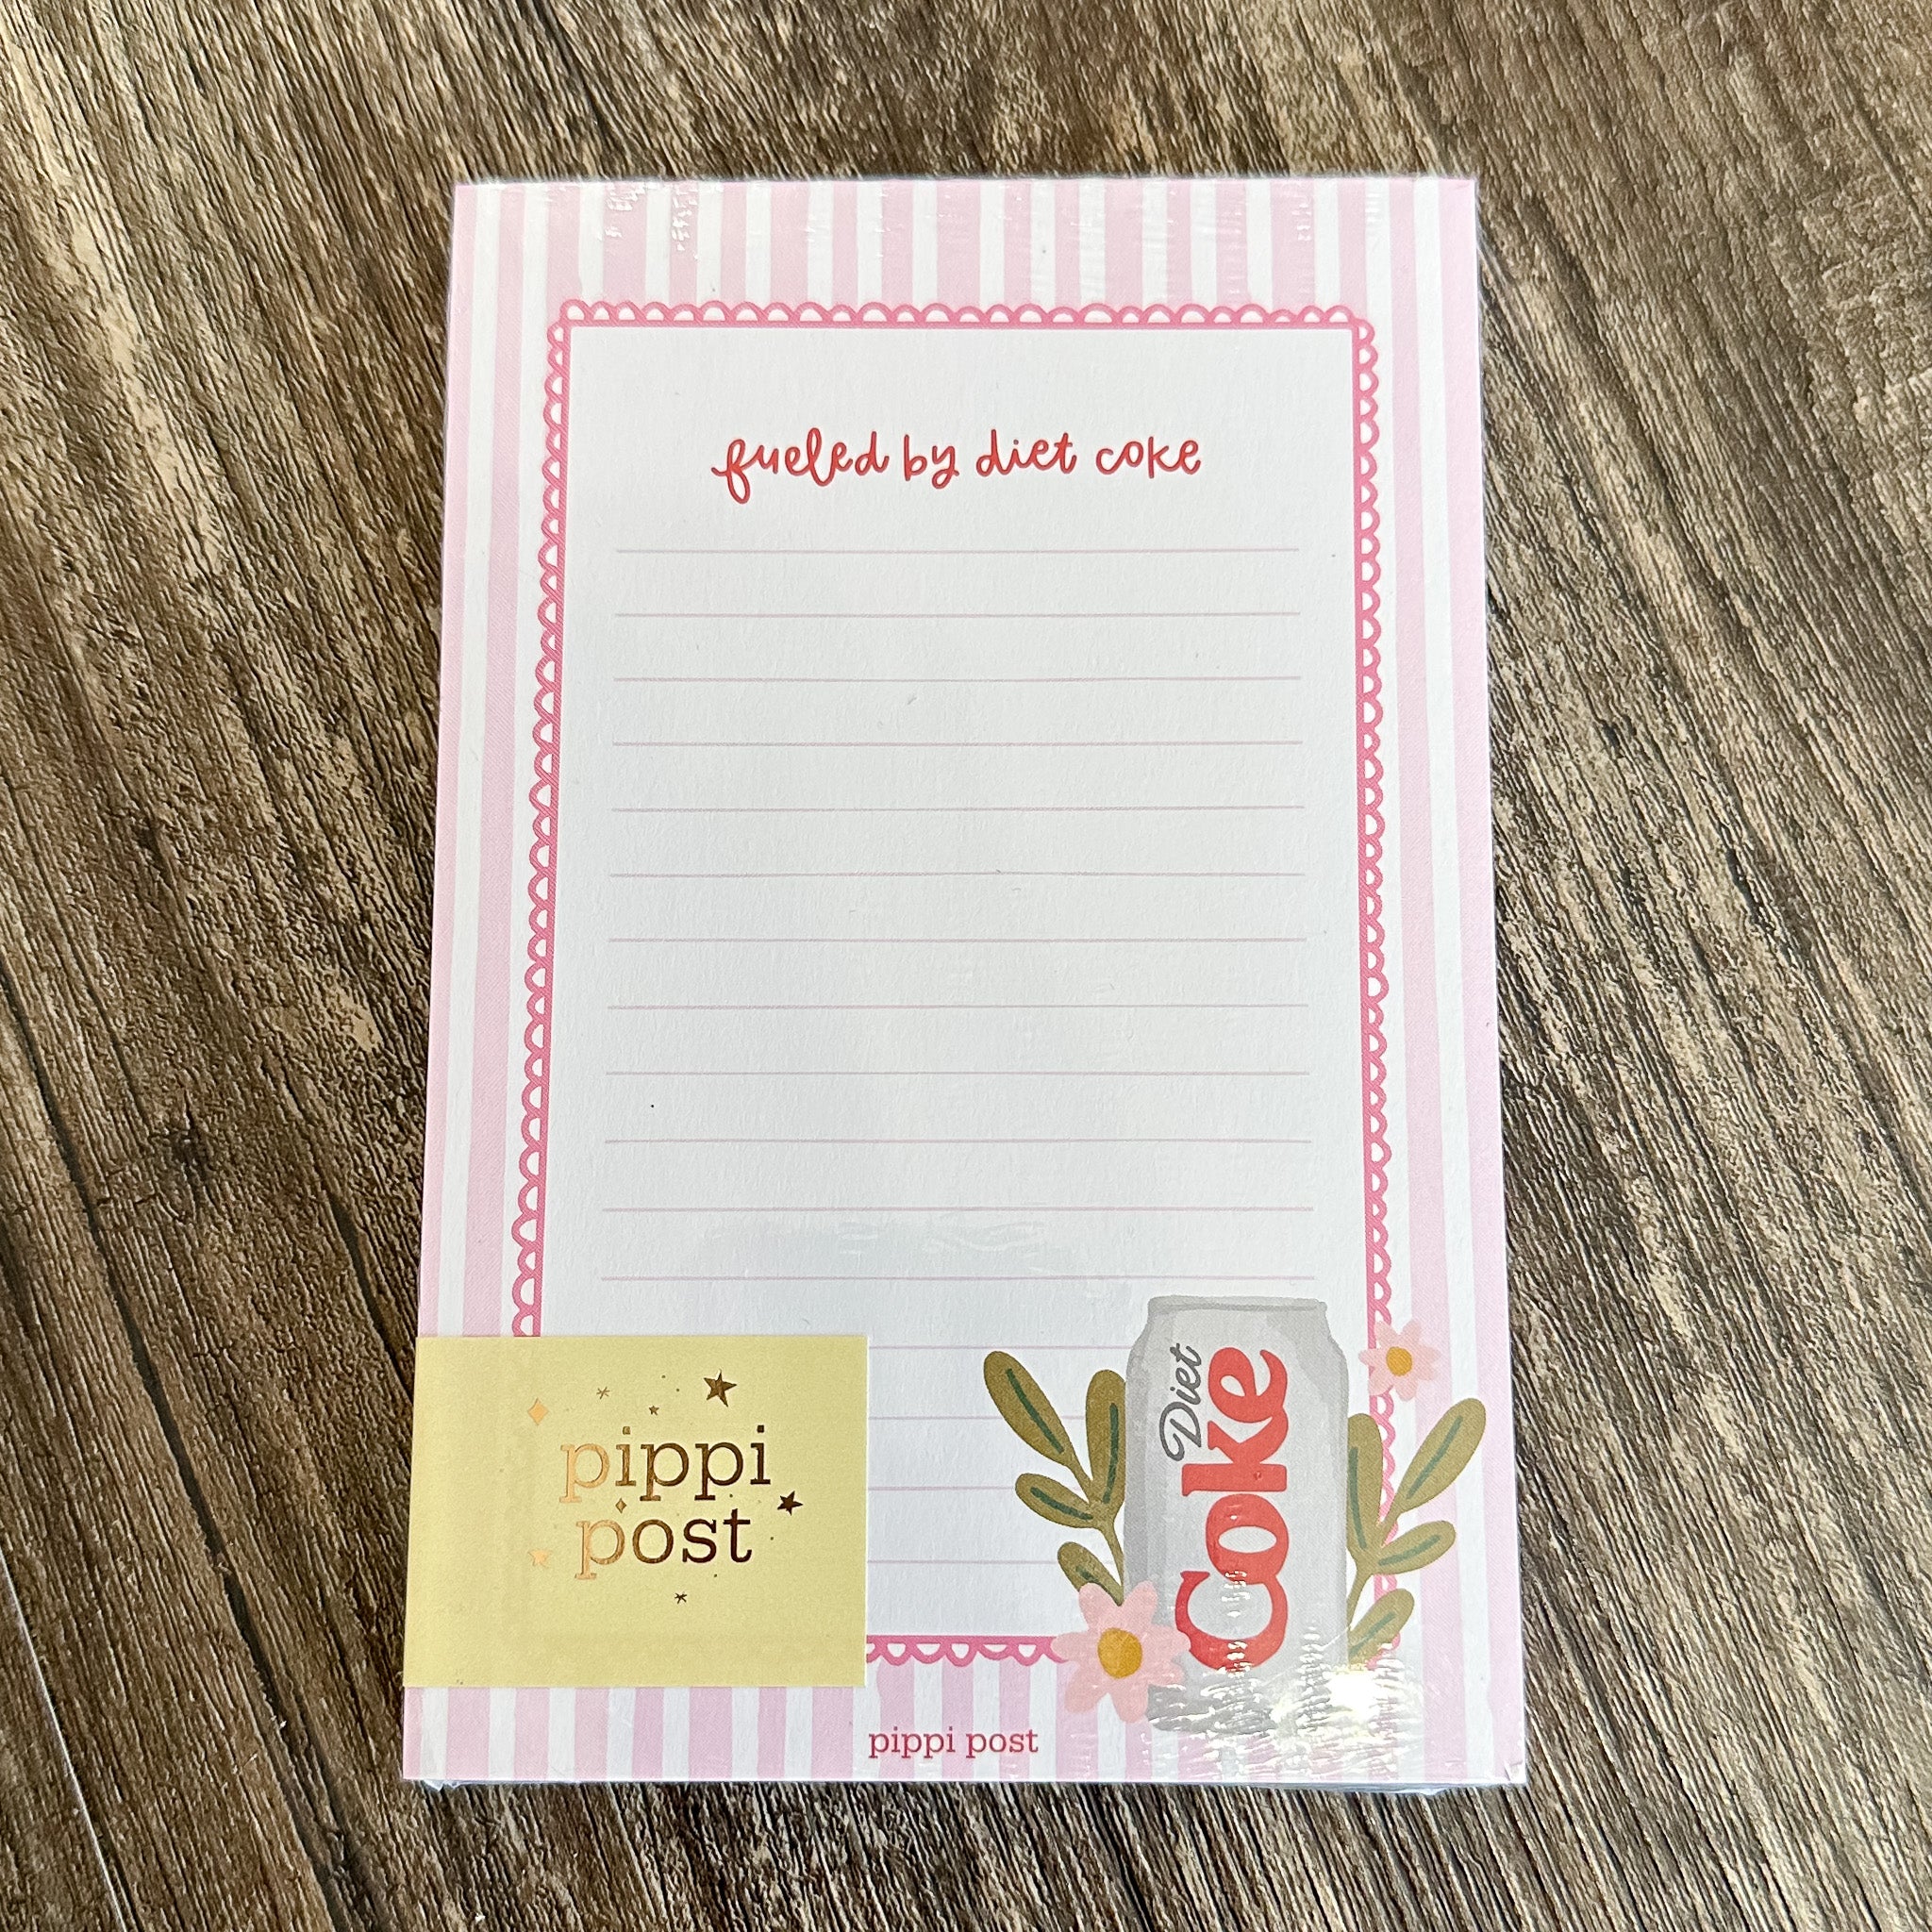 fueled by diet coke
pippi
post
Diet
Coke
pippi post